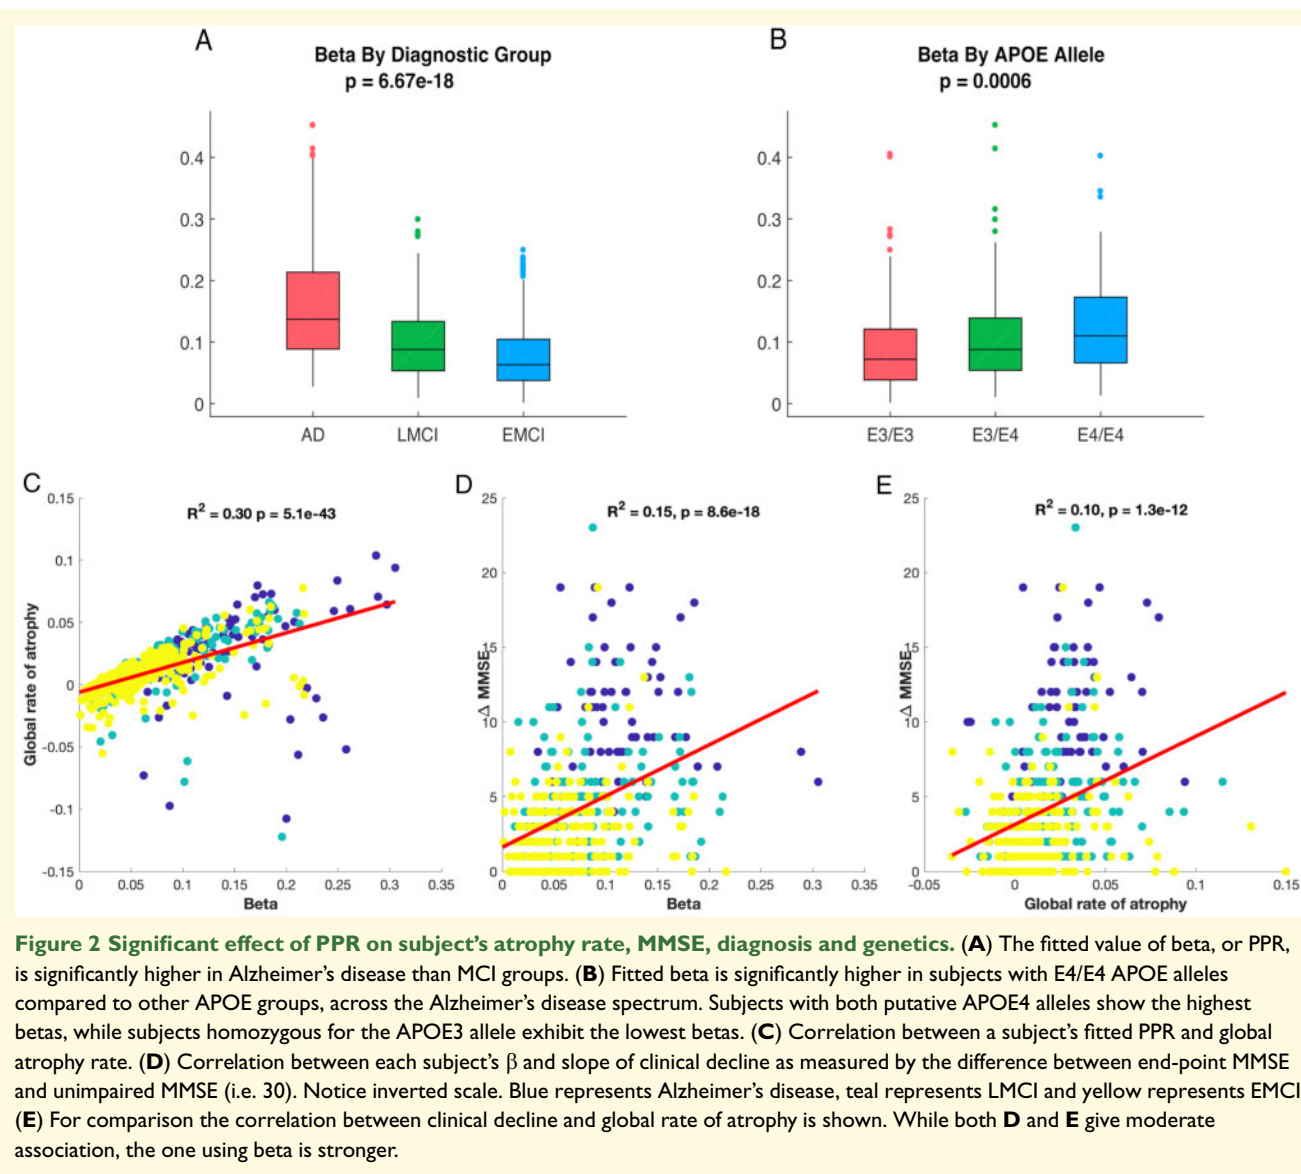 A
Beta By Diagnostic Group
p = 6.67e-18
0.4
0.3
0.2
0.1
0
AD LMCI EMCI
B
Beta By APOE Allele
p = 0.0006
0.4
0.3
0.2
0.1
0
E3/E3 E3/E4 E4/E4
C
R² = 0.30 p = 5.1e-43
Global rate of atrophy
0.15
0.1
0.05
0
-0.05
-0.1
-0.15
0 0.05 0.1 0.15 0.2 0.25 0.3 0.35
Beta
D
R² = 0.15, p = 8.6e-18
Δ MMSE
25
20
15
10
5
0
0 0.05 0.1 0.15 0.2 0.25 0.3 0.35
Beta
E
R² = 0.10, p = 1.3e-12
Δ MMSE
25
20
15
10
5
0
-0.05 0 0.05 0.1 0.15
Global rate of atrophy
Figure 2 Significant effect of PPR on subject's atrophy rate, MMSE, diagnosis and genetics. (A) The fitted value of beta, or PPR,
is significantly higher in Alzheimer's disease than MCI groups. (B) Fitted beta is significantly higher in subjects with E4/E4 APOE alleles
compared to other APOE groups, across the Alzheimer's disease spectrum. Subjects with both putative APOE4 alleles show the highest
betas, while subjects homozygous for the APOE3 allele exhibit the lowest betas. (C) Correlation between a subject's fitted PPR and global
atrophy rate. (D) Correlation between each subject's β and slope of clinical decline as measured by the difference between end-point MMSE
and unimpaired MMSE (i.e. 30). Notice inverted scale. Blue represents Alzheimer's disease, teal represents LMCI and yellow represents EMCI
(E) For comparison the correlation between clinical decline and global rate of atrophy is shown. While both D and E give moderate
association, the one using beta is stronger.